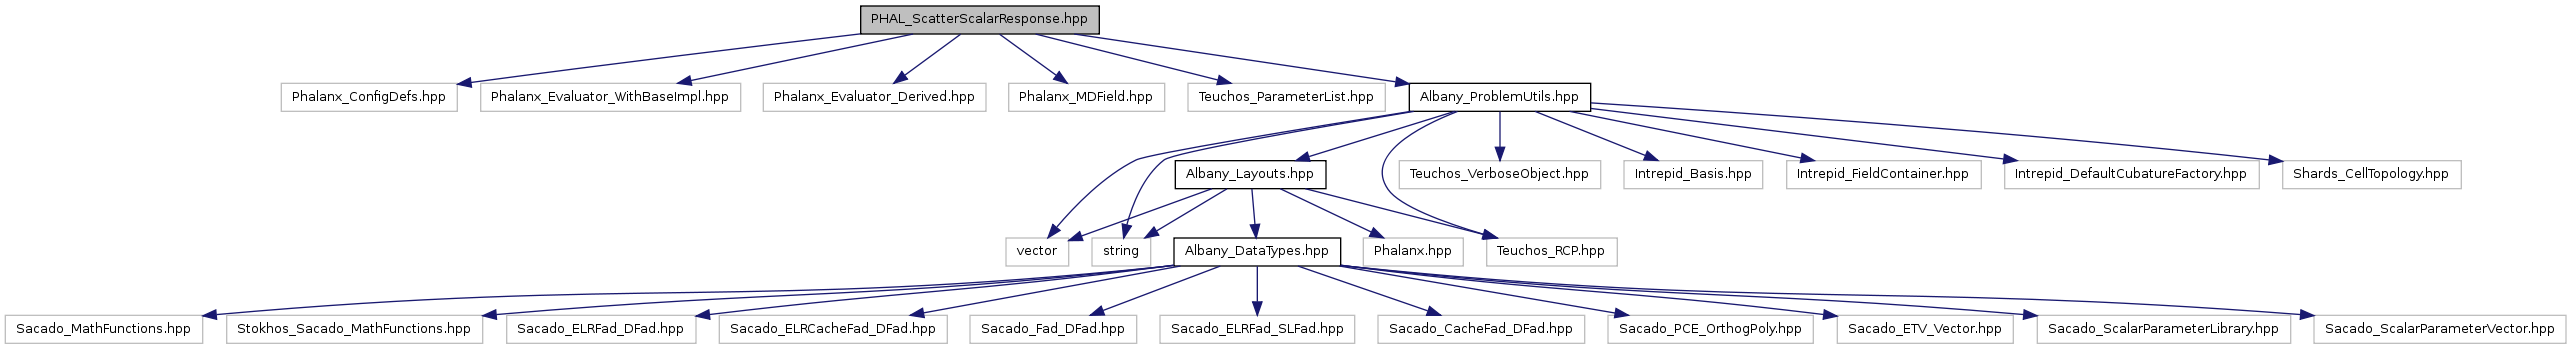 PHAL_ScatterScalarResponse.hpp
Phalanx_ConfigDefs.hpp
Phalanx_Evaluator_WithBaseImpl.hpp
Phalanx_Evaluator_Derived.hpp
Phalanx_MDField.hpp
Teuchos_ParameterList.hpp
Albany_ProblemUtils.hpp
Albany_Layouts.hpp
Teuchos_VerboseObject.hpp
Intrepid_Basis.hpp
Intrepid_FieldContainer.hpp
Intrepid_DefaultCubatureFactory.hpp
Shards_CellTopology.hpp
vector
string
Albany_DataTypes.hpp
Phalanx.hpp
Teuchos_RCP.hpp
Sacado_MathFunctions.hpp
Stokhos_Sacado_MathFunctions.hpp
Sacado_ELRFad_DFad.hpp
Sacado_ELRCacheFad_DFad.hpp
Sacado_Fad_DFad.hpp
Sacado_ELRFad_SLFad.hpp
Sacado_CacheFad_DFad.hpp
Sacado_PCE_OrthogPoly.hpp
Sacado_ETV_Vector.hpp
Sacado_ScalarParameterLibrary.hpp
Sacado_ScalarParameterVector.hpp